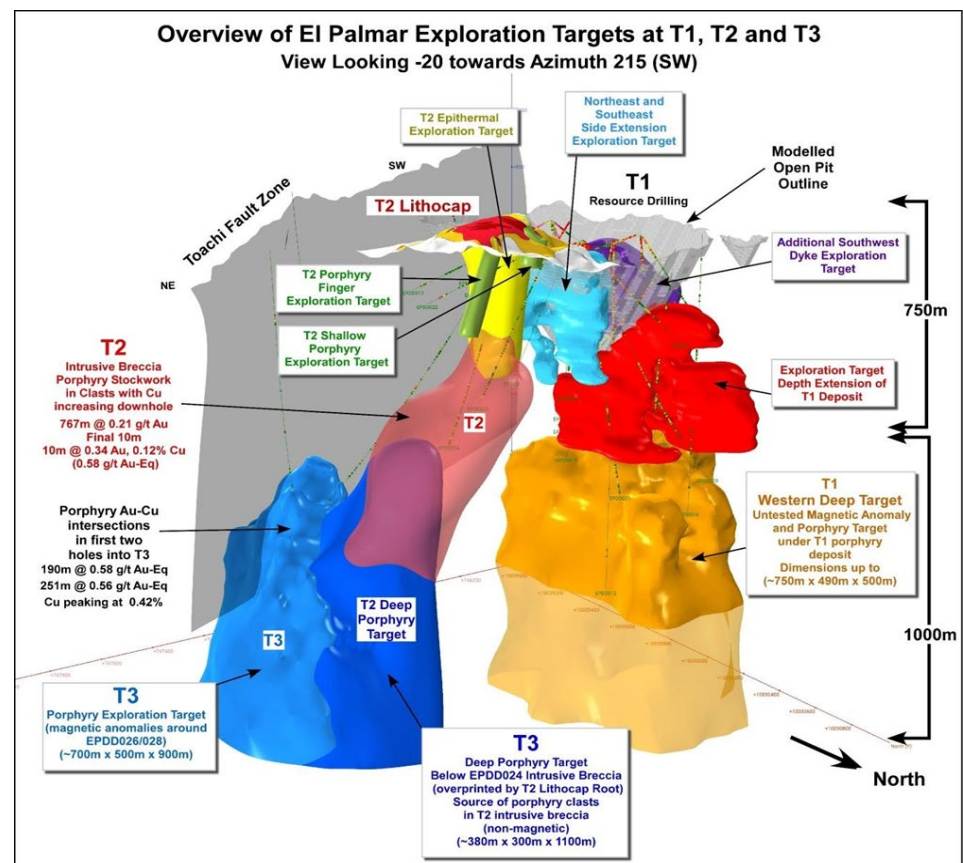 Overview of El Palmar Exploration Targets at T1, T2 and T3
View Looking -20 towards Azimuth 215 (SW)
T2 Epithermal
Exploration Target
Northeast and
Southeast
Side Extension
Exploration Target
SW
Toachi Fault Zone
NE
T2 Lithocap
T1
Resource Drilling
Modelled
Open Pit
Outline
Additional Southwest
Dyke Exploration
Target
T2 Porphyry
Finger
Exploration Target
T2 Shallow
Porphyry
Exploration Target
750m
T2
Intrusive Breccia
Porphyry Stockwork
in Clasts with Cu
increasing downhole
767m @ 0.21 g/t Au
Final 10m
10m @ 0.34 Au, 0.12% Cu
(0.58 g/t Au-Eq)
T2
Exploration Target
Depth Extension of
T1 Deposit
Porphyry Au-Cu
intersections
in first two
holes into T3
190m @ 0.58 g/t Au-Eq
251m @ 0.56 g/t Au-Eq
Cu peaking at 0.42%
T1
Western Deep Target
Untested Magnetic Anomaly
and Porphyry Target
under T1 porphyry
deposit
Dimensions up to
(~750m x 490m x 500m)
T2 Deep
Porphyry
Target
T3
1000m
T3
Porphyry Exploration Target
(magnetic anomalies around
EPDD026/028)
(~700m x 500m x 900m)
T3
Deep Porphyry Target
Below EPDD024 Intrusive Breccia
(overprinted by T2 Lithocap Root)
Source of porphyry clasts
in T2 intrusive breccia
(non-magnetic)
(~380m x 300m x 1100m)
North